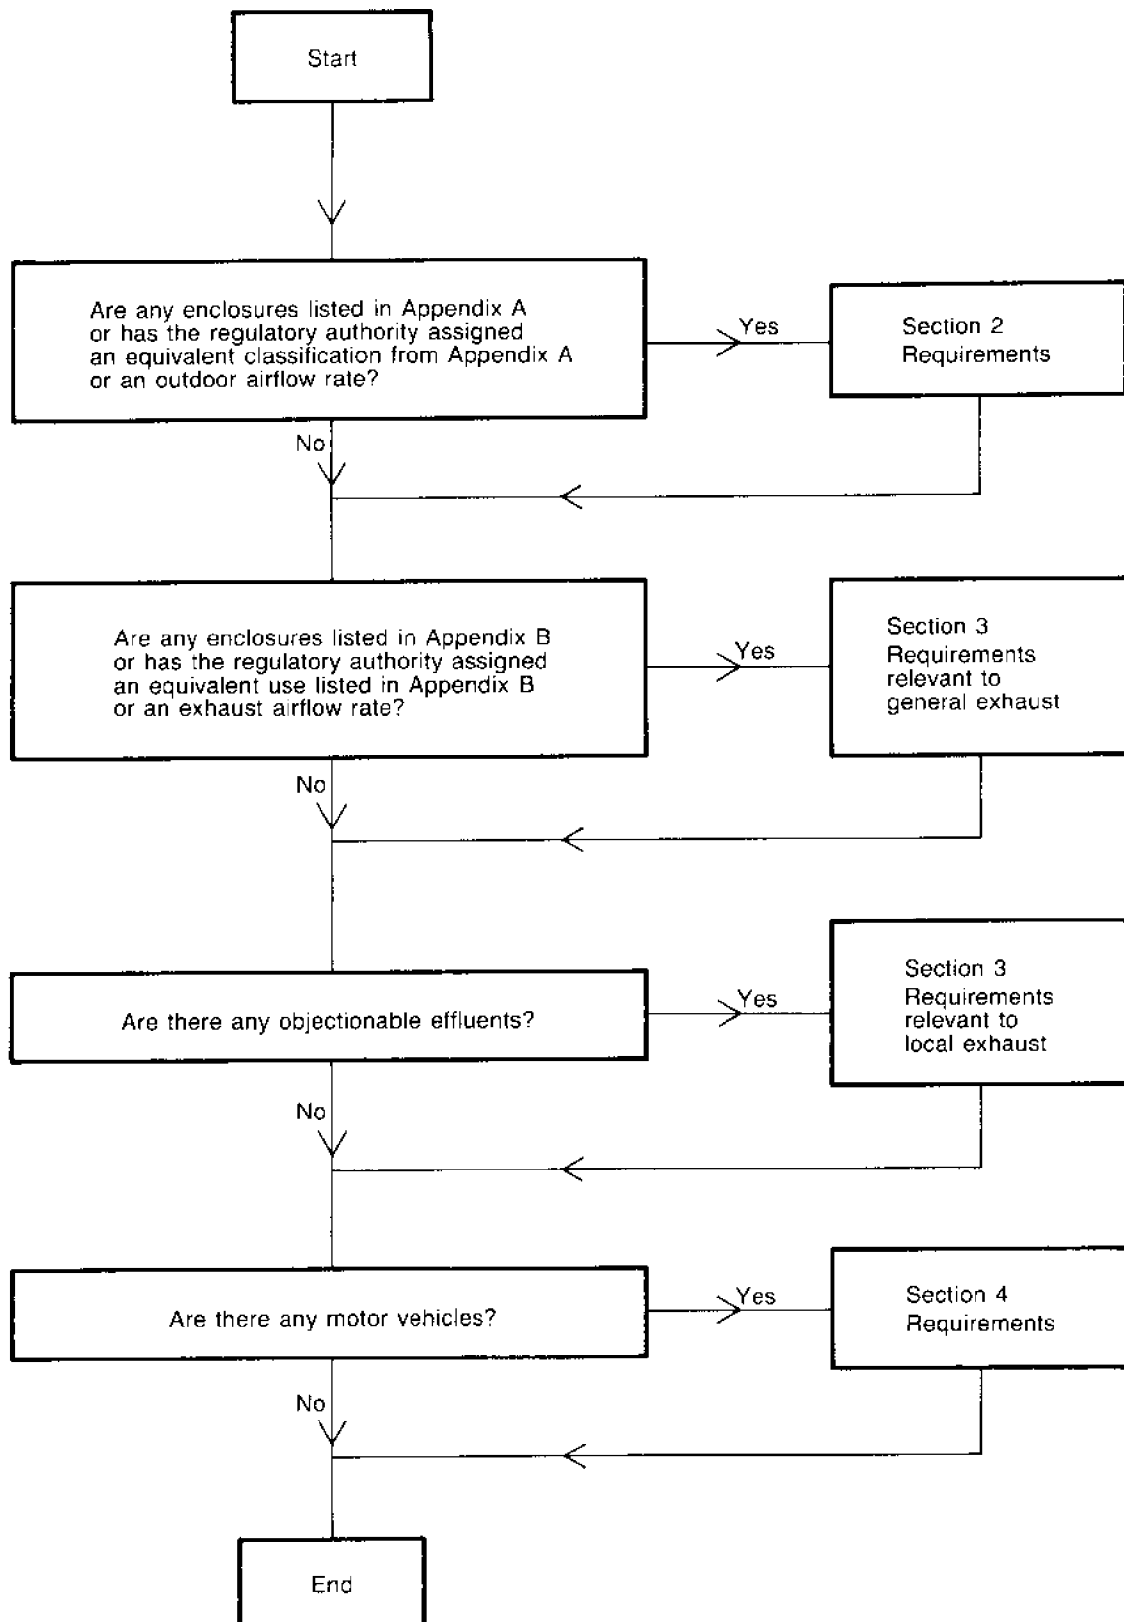 Start
Are any enclosures listed in Appendix A
or has the regulatory authority assigned
an equivalent classification from Appendix A
or an outdoor airflow rate?
Yes
Section 2
Requirements
No
Are any enclosures listed in Appendix B
or has the regulatory authority assigned
an equivalent use listed in Appendix B
or an exhaust airflow rate?
Yes
Section 3
Requirements
relevant to
general exhaust
No
Are there any objectionable effluents?
Yes
Section 3
Requirements
relevant to
local exhaust
No
Are there any motor vehicles?
Yes
Section 4
Requirements
No
End